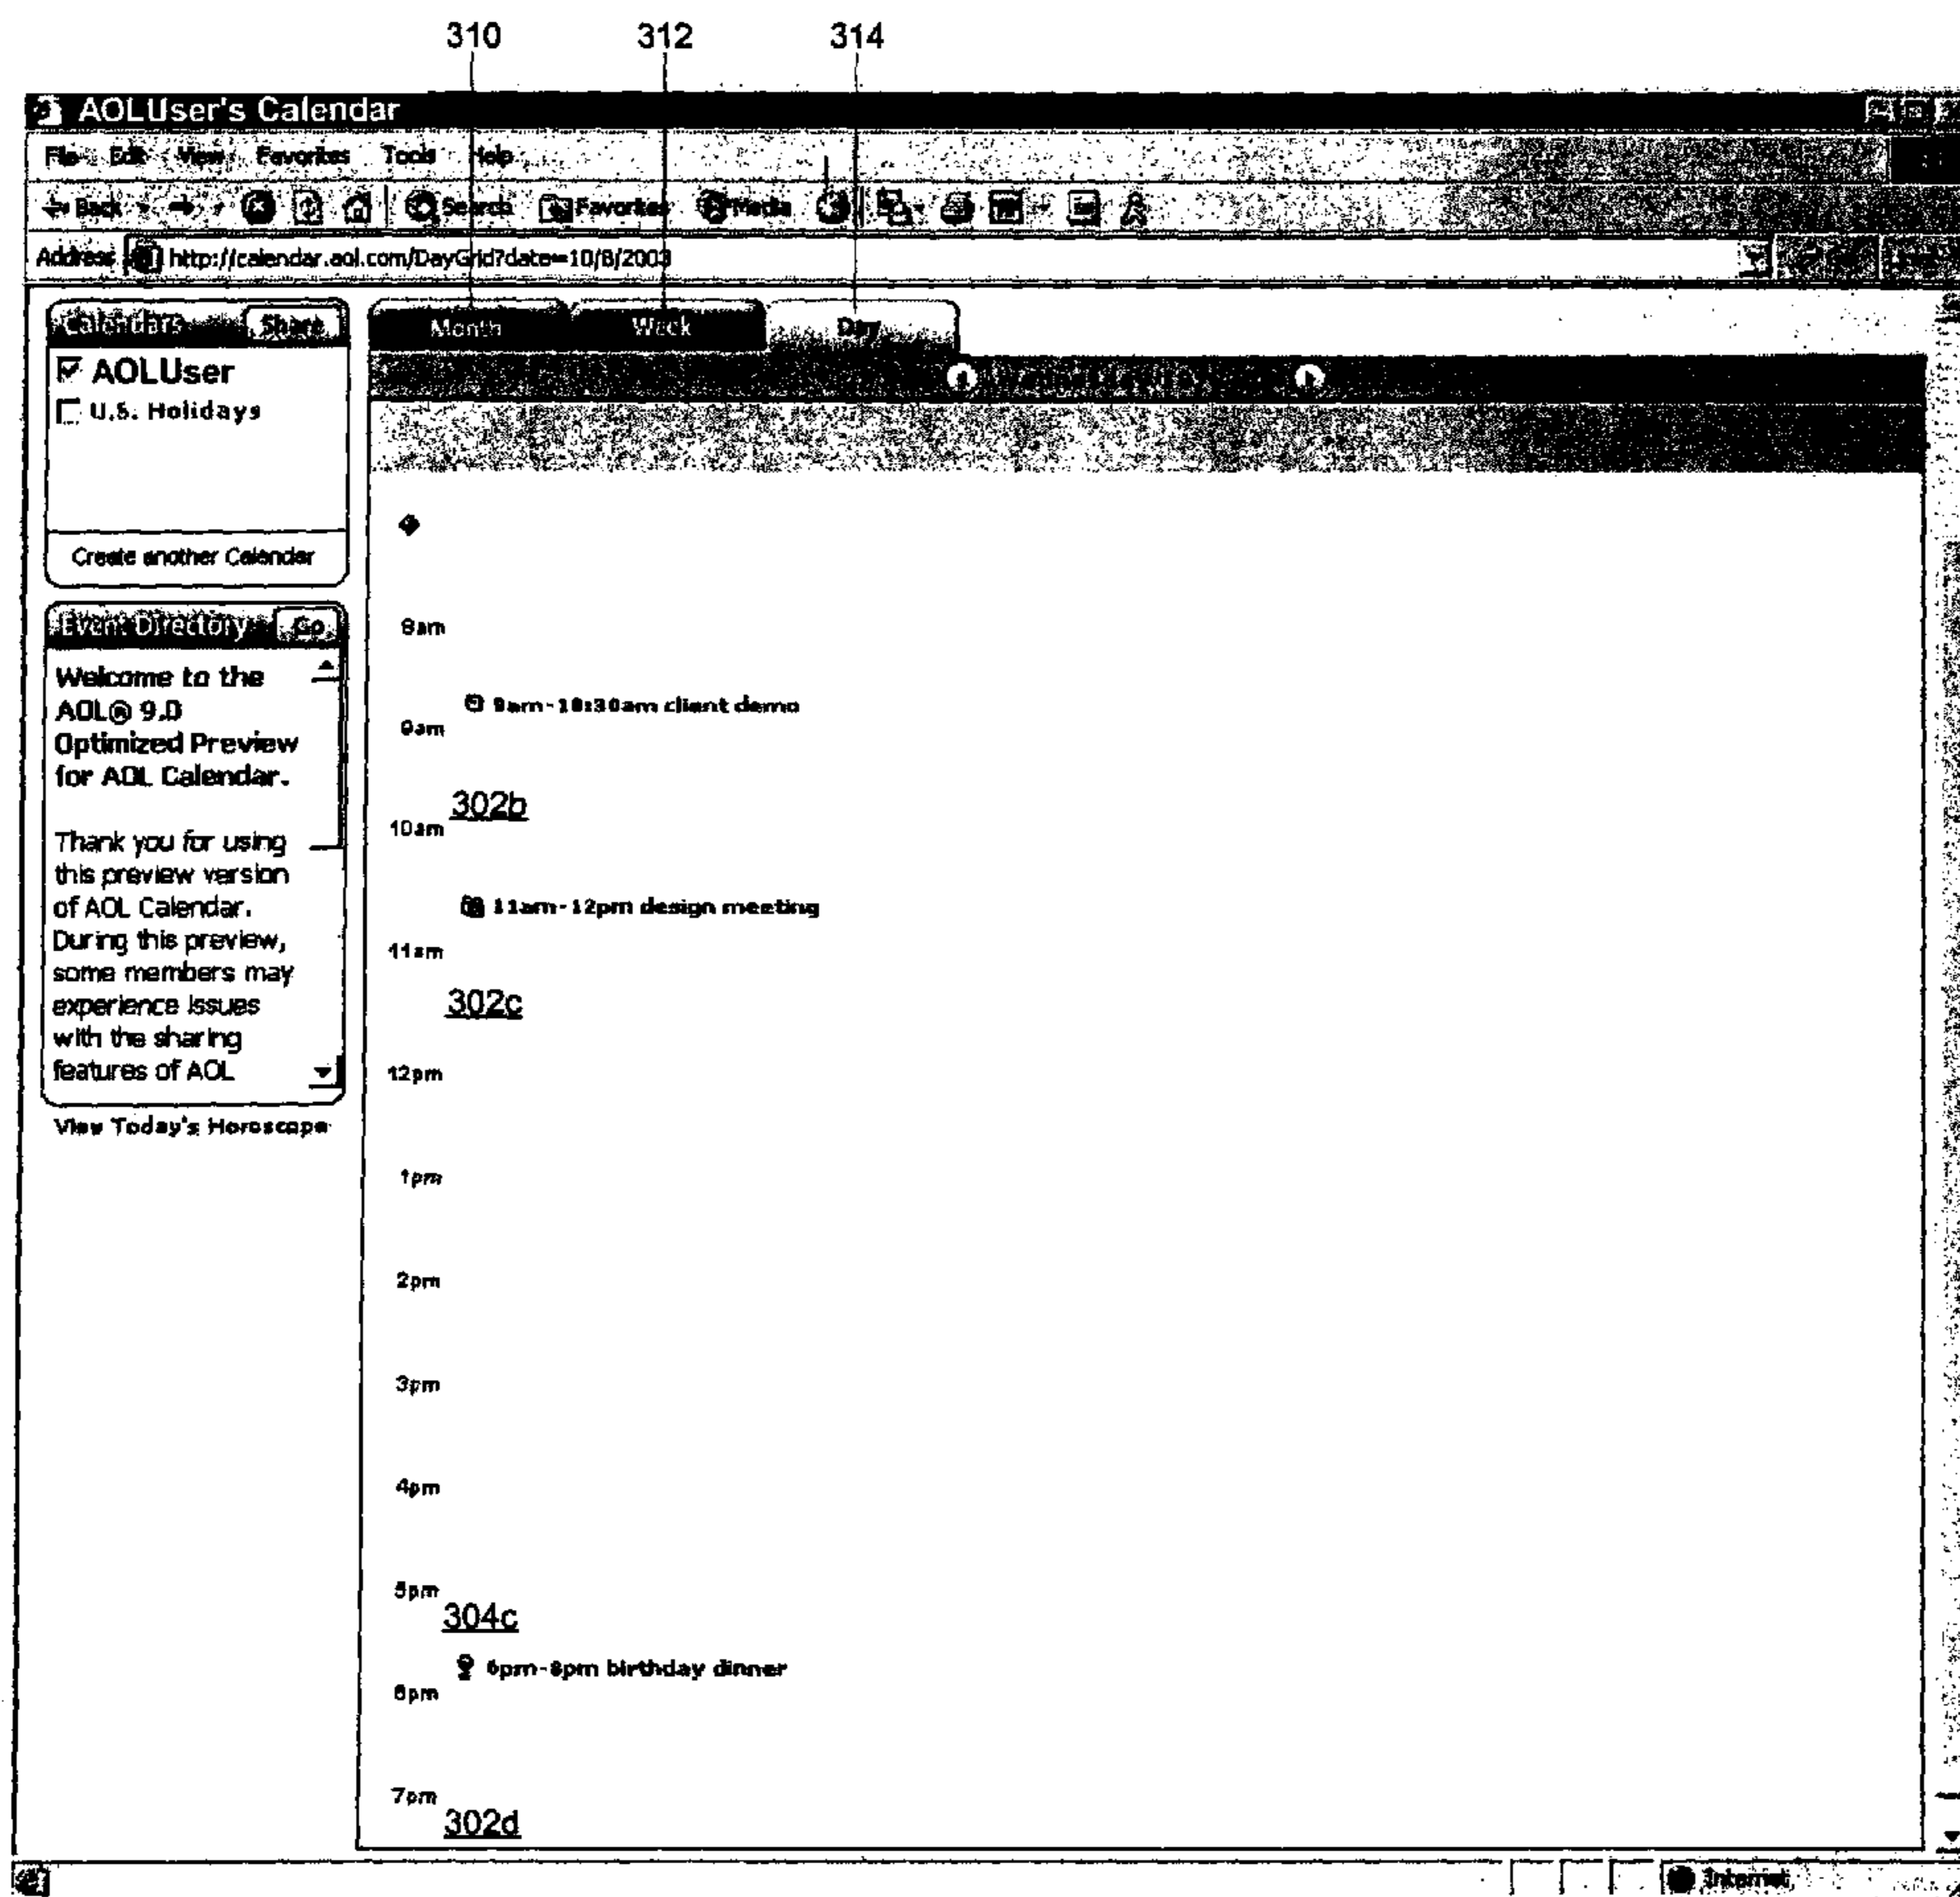 310 312 314
AOLUser's Calendar
File Edit View Favorites Tools Help
Back Search Favorites Media
Address http://calendar.aol.com/DayGrid?date=10/8/2003
Calendars Share
Month Week Day
AOLUser
U.S. Holidays
Create another Calendar
Event Directory Go
Welcome to the
AOL® 9.0
Optimized Preview
for AOL Calendar.
Thank you for using
this preview version
of AOL Calendar.
During this preview,
some members may
experience issues
with the sharing
features of AOL
View Today's Horoscope
8am
9am-10:30am client demo
9am
302b
10am
11am-12pm design meeting
11am
302c
12pm
1pm
2pm
3pm
4pm
5pm
304c
6pm-8pm birthday dinner
6pm
7pm
302d
Internet